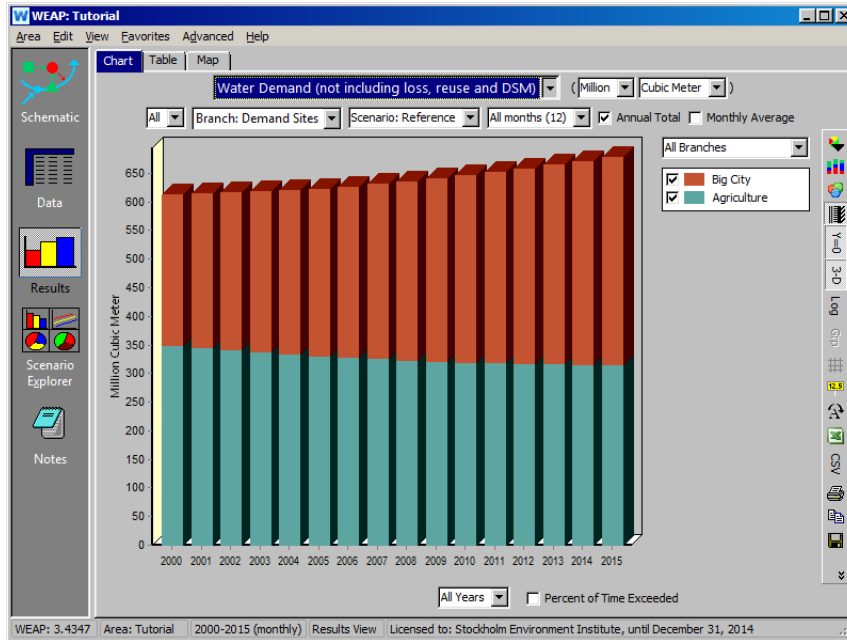 WEAP: Tutorial
Area Edit View Favorites Advanced Help
Chart Table Map
Water Demand (not including loss, reuse and DSM) ( Million Cubic Meter )
All Branch: Demand Sites Scenario: Reference All months (12) Annual Total Monthly Average
All Branches
Big City
Agriculture
Schematic
Data
Results
Scenario
Explorer
Notes
Million Cubic Meter
650
600
550
500
450
400
350
300
250
200
150
100
50
0
2000 2001 2002 2003 2004 2005 2006 2007 2008 2009 2010 2011 2012 2013 2014 2015
Y=0
3-D
Log
Grp
12.5
A
CSV
All Years Percent of Time Exceeded
WEAP: 3.4347 Area: Tutorial 2000-2015 (monthly) Results View Licensed to: Stockholm Environment Institute, until December 31, 2014